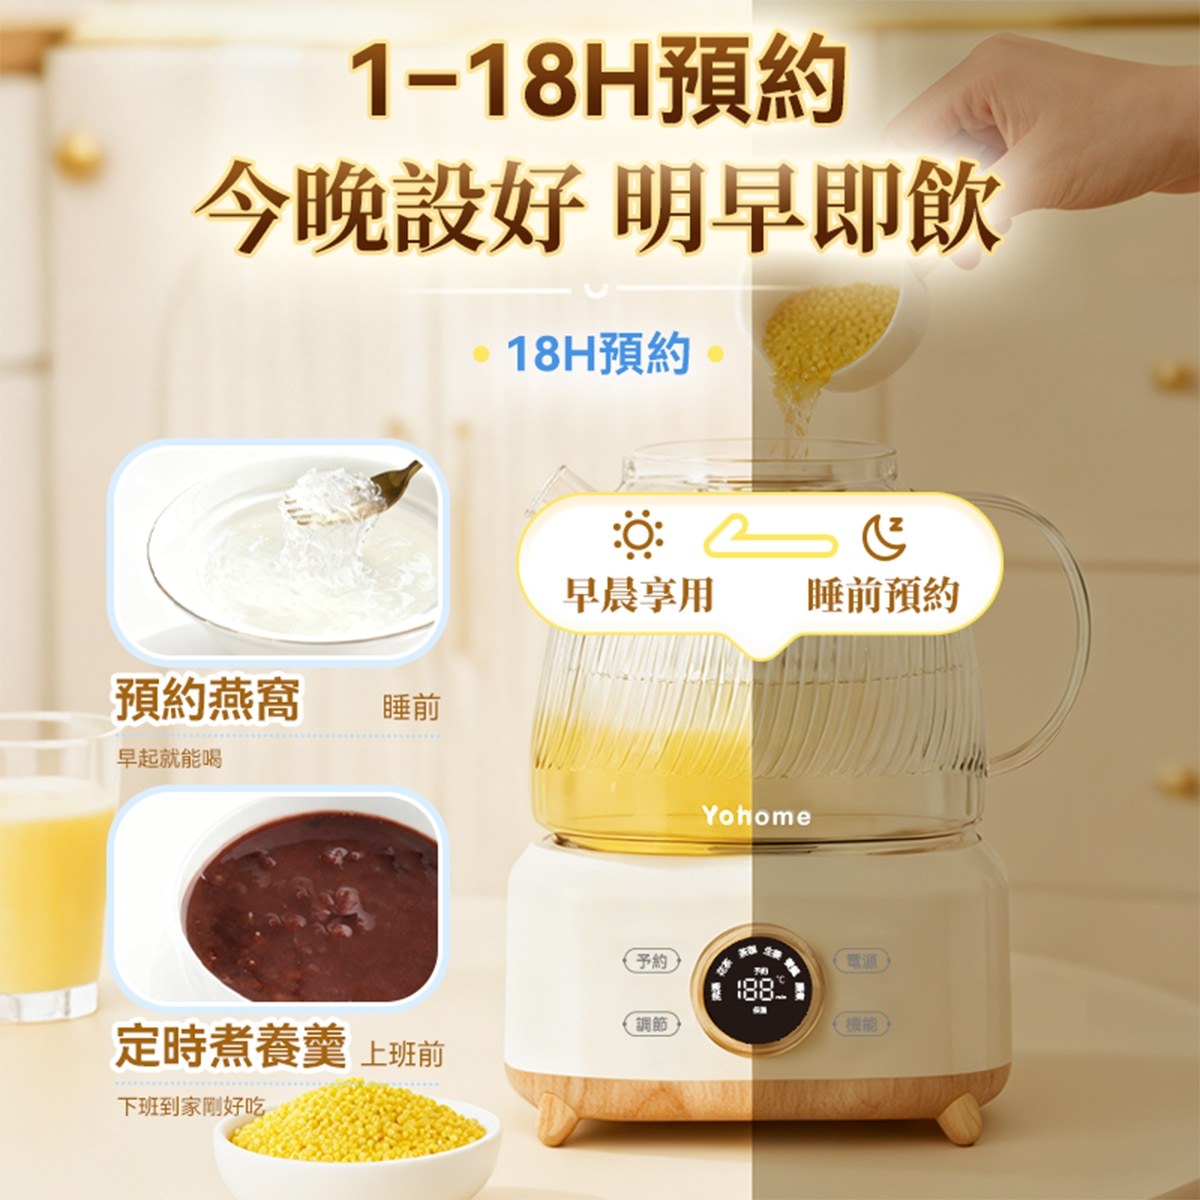 1-18H預約
今晚設好 明早即飲
18H預約
早晨享用 睡前預約
預約燕窩 睡前
早起就能喝
Yohome
予約 電源
188
℃
調節 機能
定時煮養羹 上班前
下班到家剛好吃